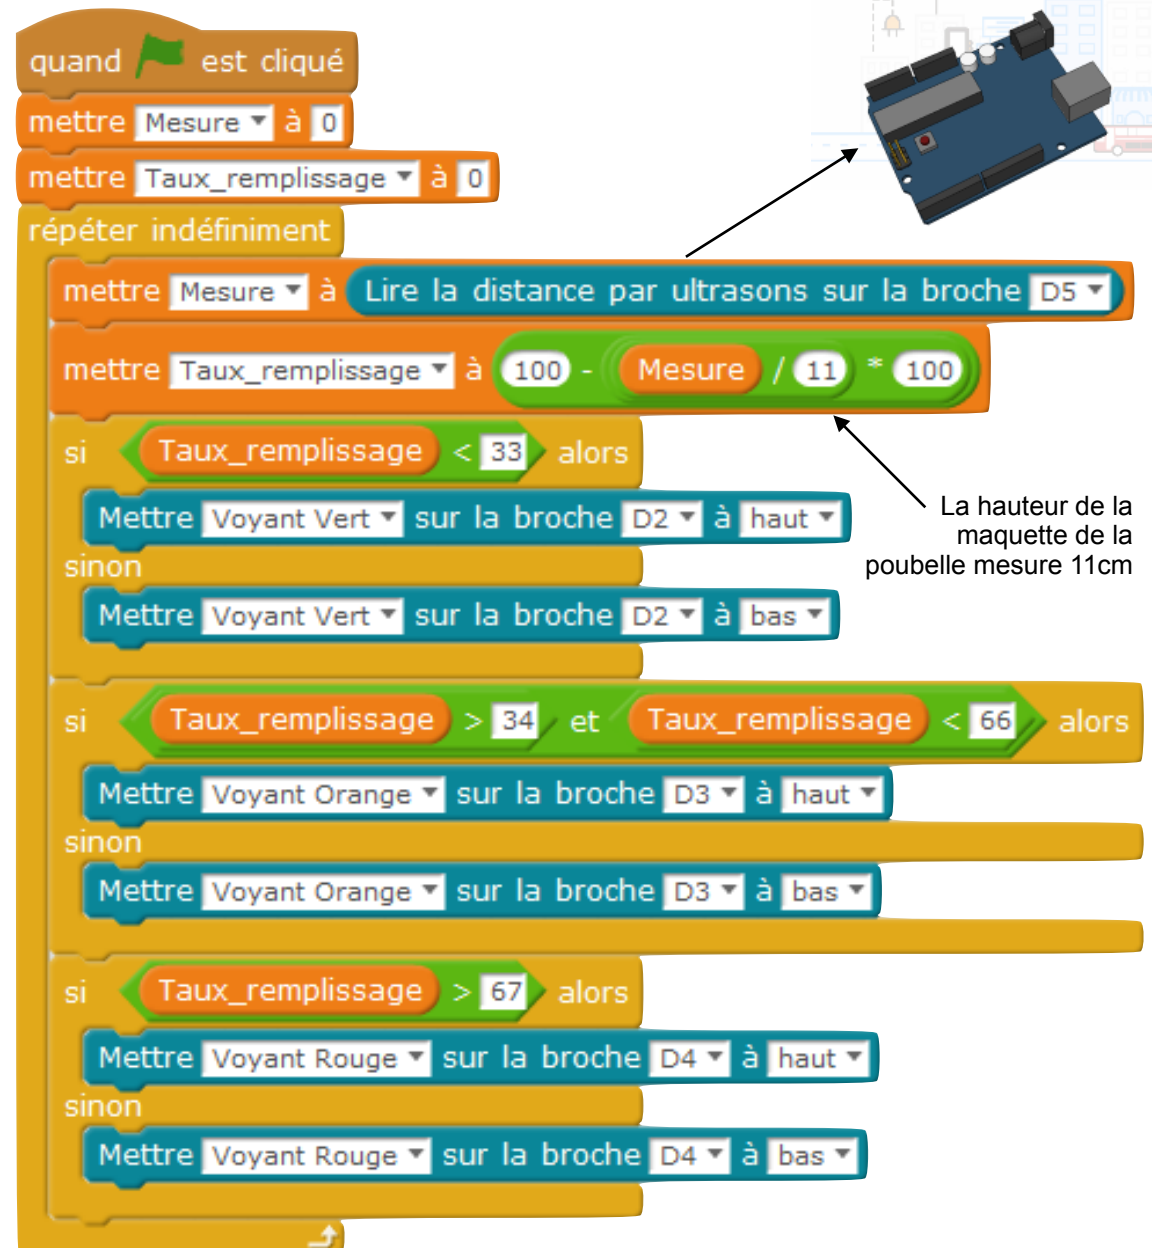 quand est cliqué
mettre Mesure à 0
mettre Taux_remplissage à 0
répéter indéfiniment
mettre Mesure à Lire la distance par ultrasons sur la broche D5
mettre Taux_remplissage à 100 - Mesure / 11 * 100
si Taux_remplissage < 33 alors
La hauteur de la
maquette de la
poubelle mesure 11cm
Mettre Voyant Vert sur la broche D2 à haut
sinon
Mettre Voyant Vert sur la broche D2 à bas
si Taux_remplissage > 34 et Taux_remplissage < 66 alors
Mettre Voyant Orange sur la broche D3 à haut
sinon
Mettre Voyant Orange sur la broche D3 à bas
si Taux_remplissage > 67 alors
Mettre Voyant Rouge sur la broche D4 à haut
sinon
Mettre Voyant Rouge sur la broche D4 à bas